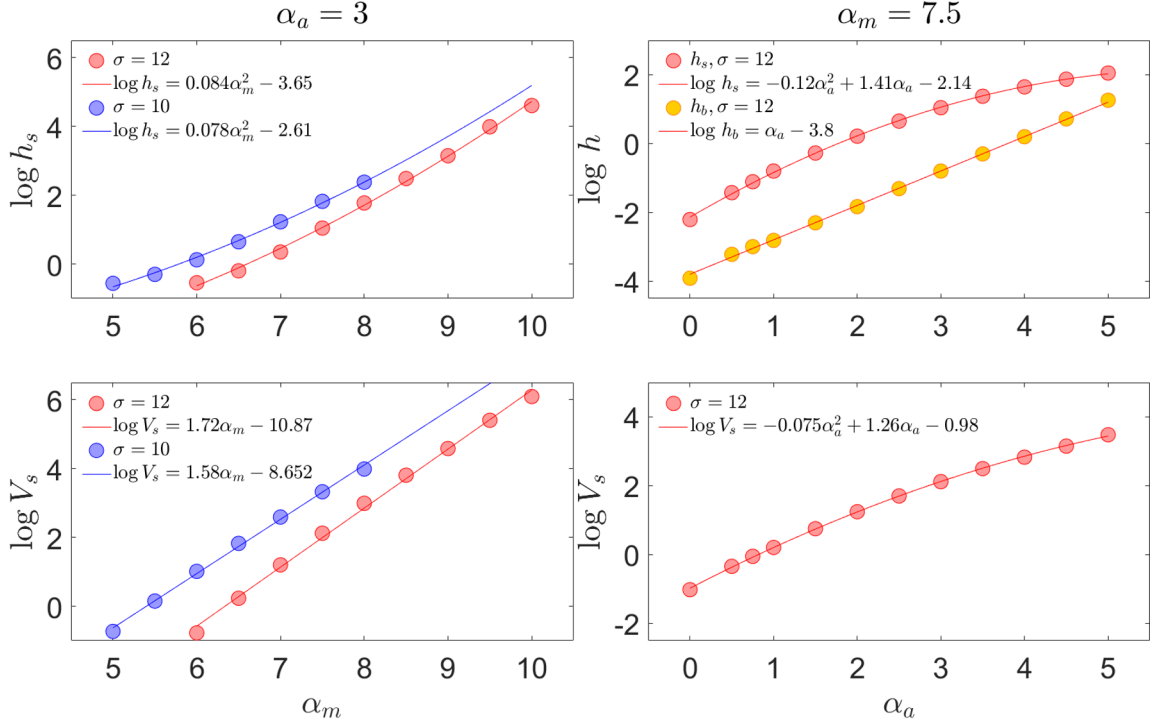 α_a = 3
α_m = 7.5
log h_s
6
4
2
0
σ = 12
log h_s = 0.084α_m^2 − 3.65
σ = 10
log h_s = 0.078α_m^2 − 2.61
5 6 7 8 9 10
log h
2
0
-2
-4
h_s, σ = 12
log h_s = −0.12α_a^2 + 1.41α_a − 2.14
h_b, σ = 12
log h_b = α_a − 3.8
0 1 2 3 4 5
log V_s
6
4
2
0
σ = 12
log V_s = 1.72α_m − 10.87
σ = 10
log V_s = 1.58α_m − 8.652
5 6 7 8 9 10
α_m
log V_s
4
2
0
-2
σ = 12
log V_s = −0.075α_a^2 + 1.26α_a − 0.98
0 1 2 3 4 5
α_a